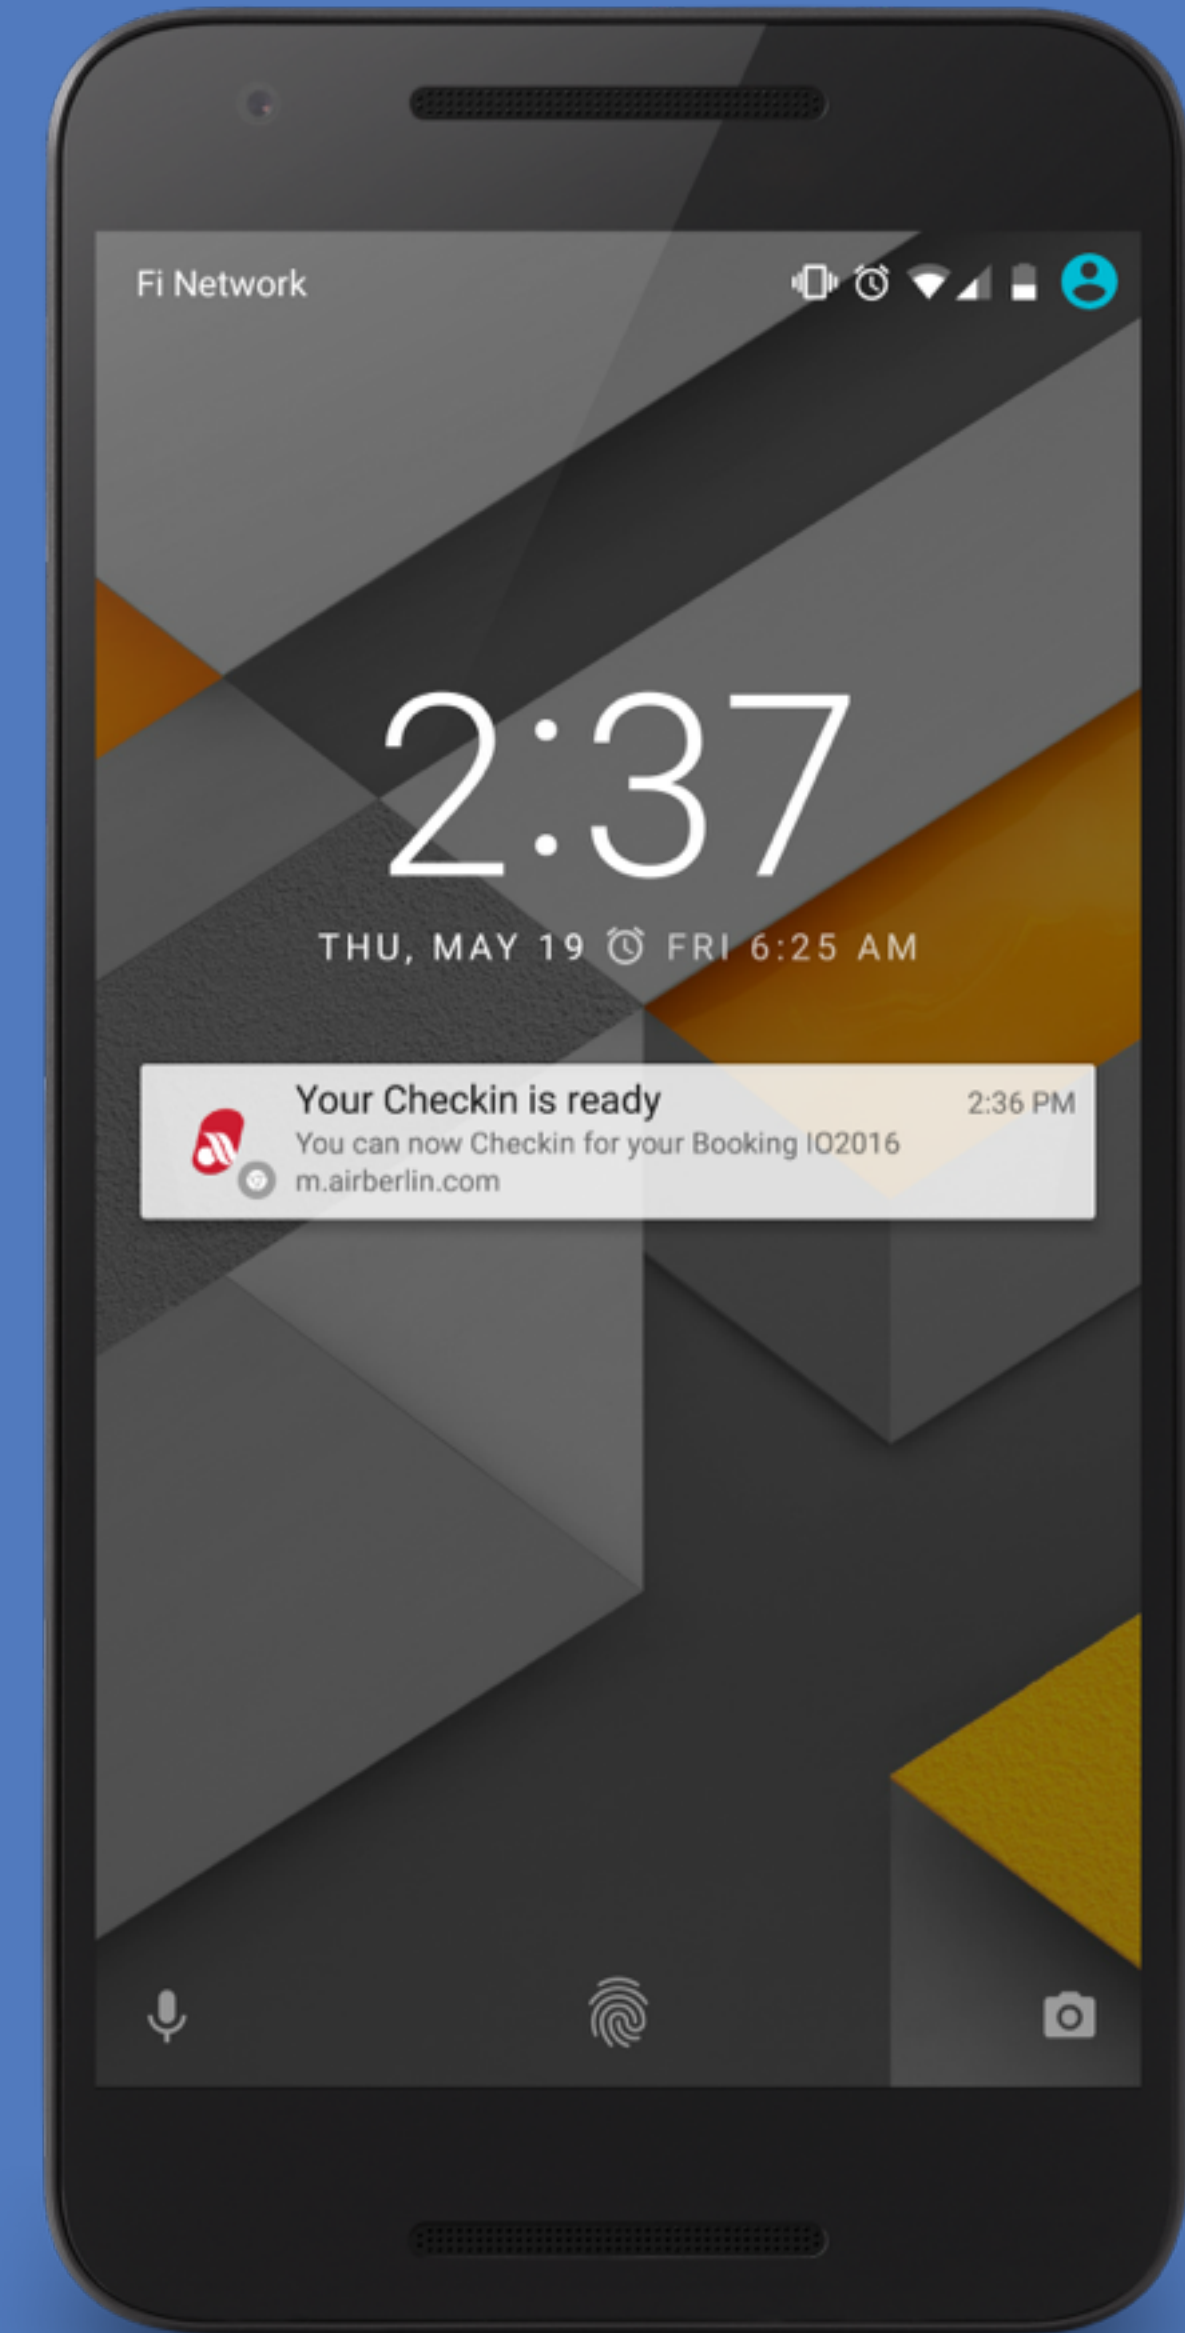 Fi Network
2:37
THU, MAY 19 FRI 6:25 AM
Your Checkin is ready 2:36 PM
You can now Checkin for your Booking IO2016
m.airberlin.com